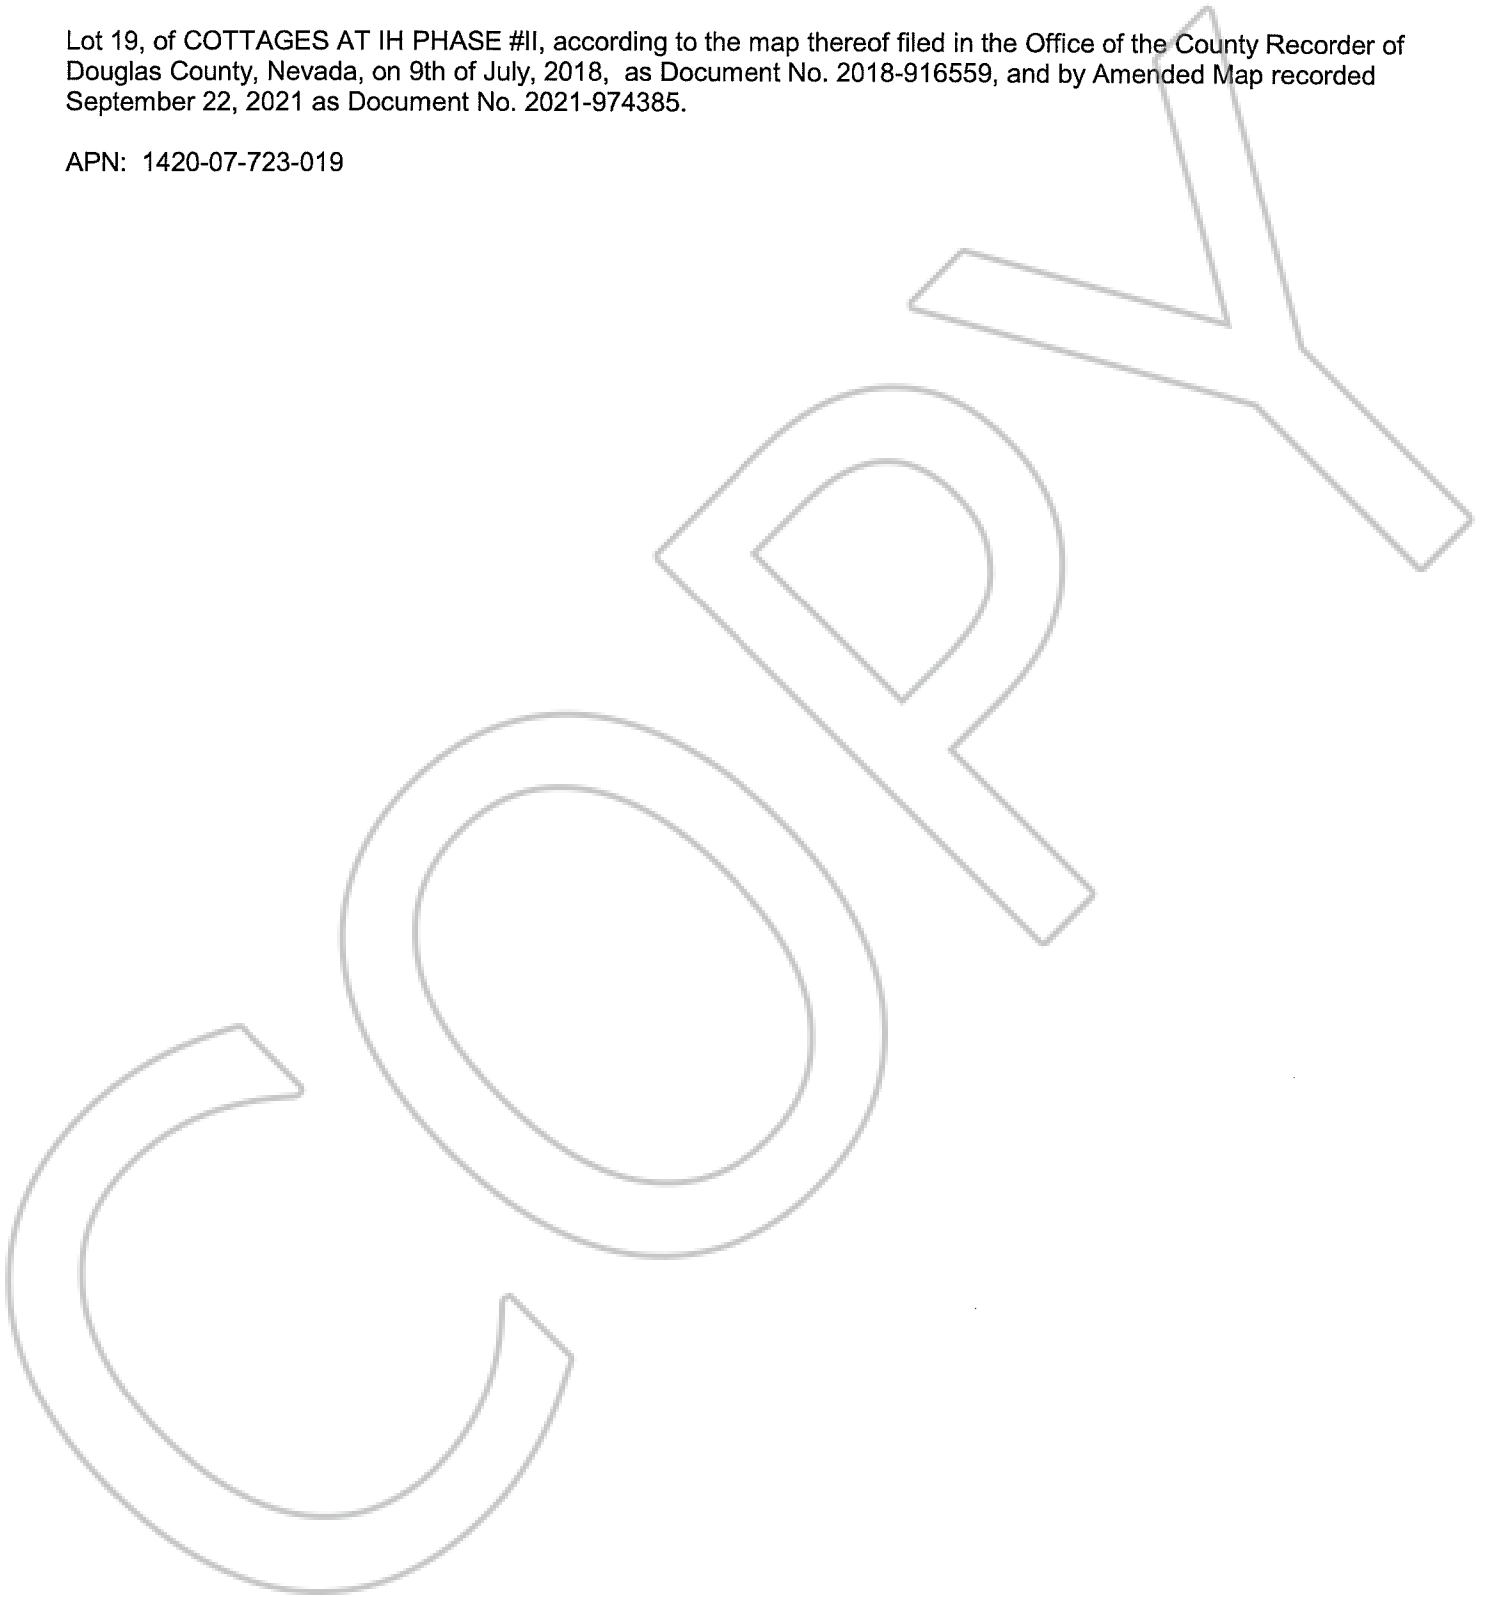 Lot 19, of COTTAGES AT IH PHASE #II, according to the map thereof filed in the Office of the County Recorder of
Douglas County, Nevada, on 9th of July, 2018, as Document No. 2018-916559, and by Amended Map recorded
September 22, 2021 as Document No. 2021-974385.
APN: 1420-07-723-019
COPY